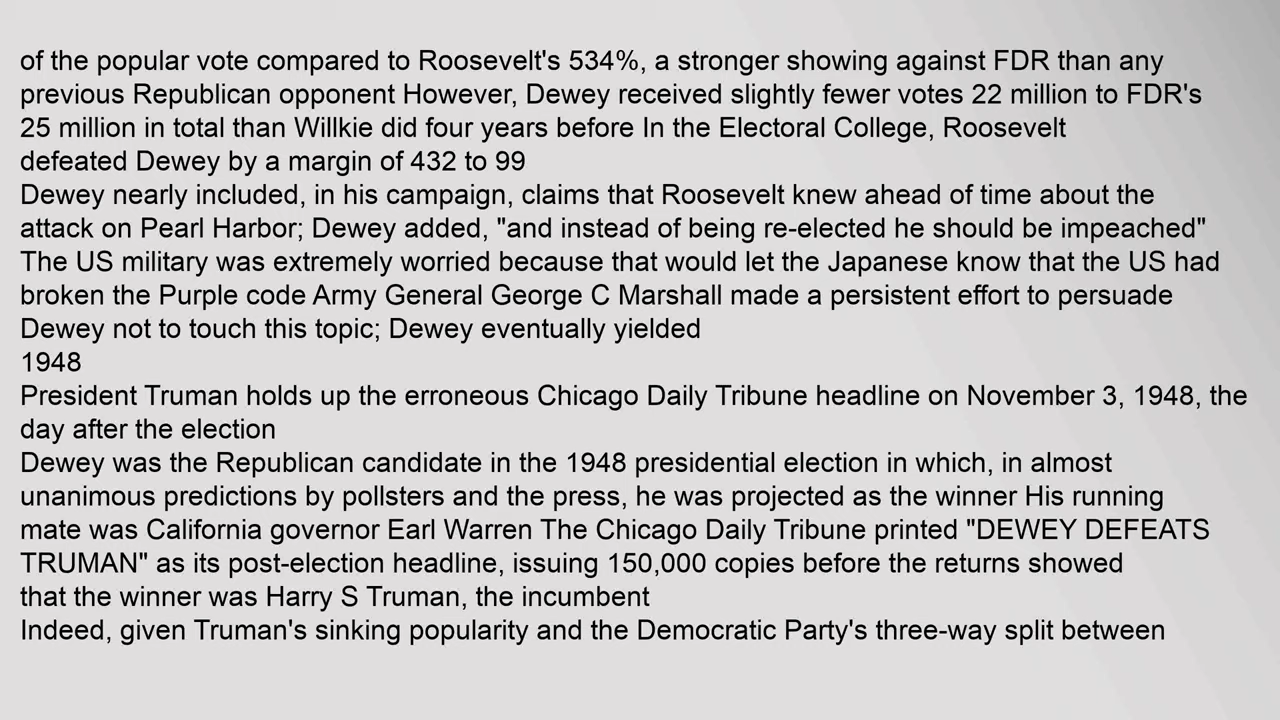 of the popular vote compared to Roosevelt's 534%, a stronger showing against FDR than any
previous Republican opponent However, Dewey received slightly fewer votes 22 million to FDR's
25 million in total than Willkie did four years before In the Electoral College, Roosevelt
defeated Dewey by a margin of 432 to 99
Dewey nearly included, in his campaign, claims that Roosevelt knew ahead of time about the
attack on Pearl Harbor; Dewey added, "and instead of being re-elected he should be impeached"
The US military was extremely worried because that would let the Japanese know that the US had
broken the Purple code Army General George C Marshall made a persistent effort to persuade
Dewey not to touch this topic; Dewey eventually yielded
1948
President Truman holds up the erroneous Chicago Daily Tribune headline on November 3, 1948, the
day after the election
Dewey was the Republican candidate in the 1948 presidential election in which, in almost
unanimous predictions by pollsters and the press, he was projected as the winner His running
mate was California governor Earl Warren The Chicago Daily Tribune printed "DEWEY DEFEATS
TRUMAN" as its post-election headline, issuing 150,000 copies before the returns showed
that the winner was Harry S Truman, the incumbent
Indeed, given Truman's sinking popularity and the Democratic Party's three-way split between